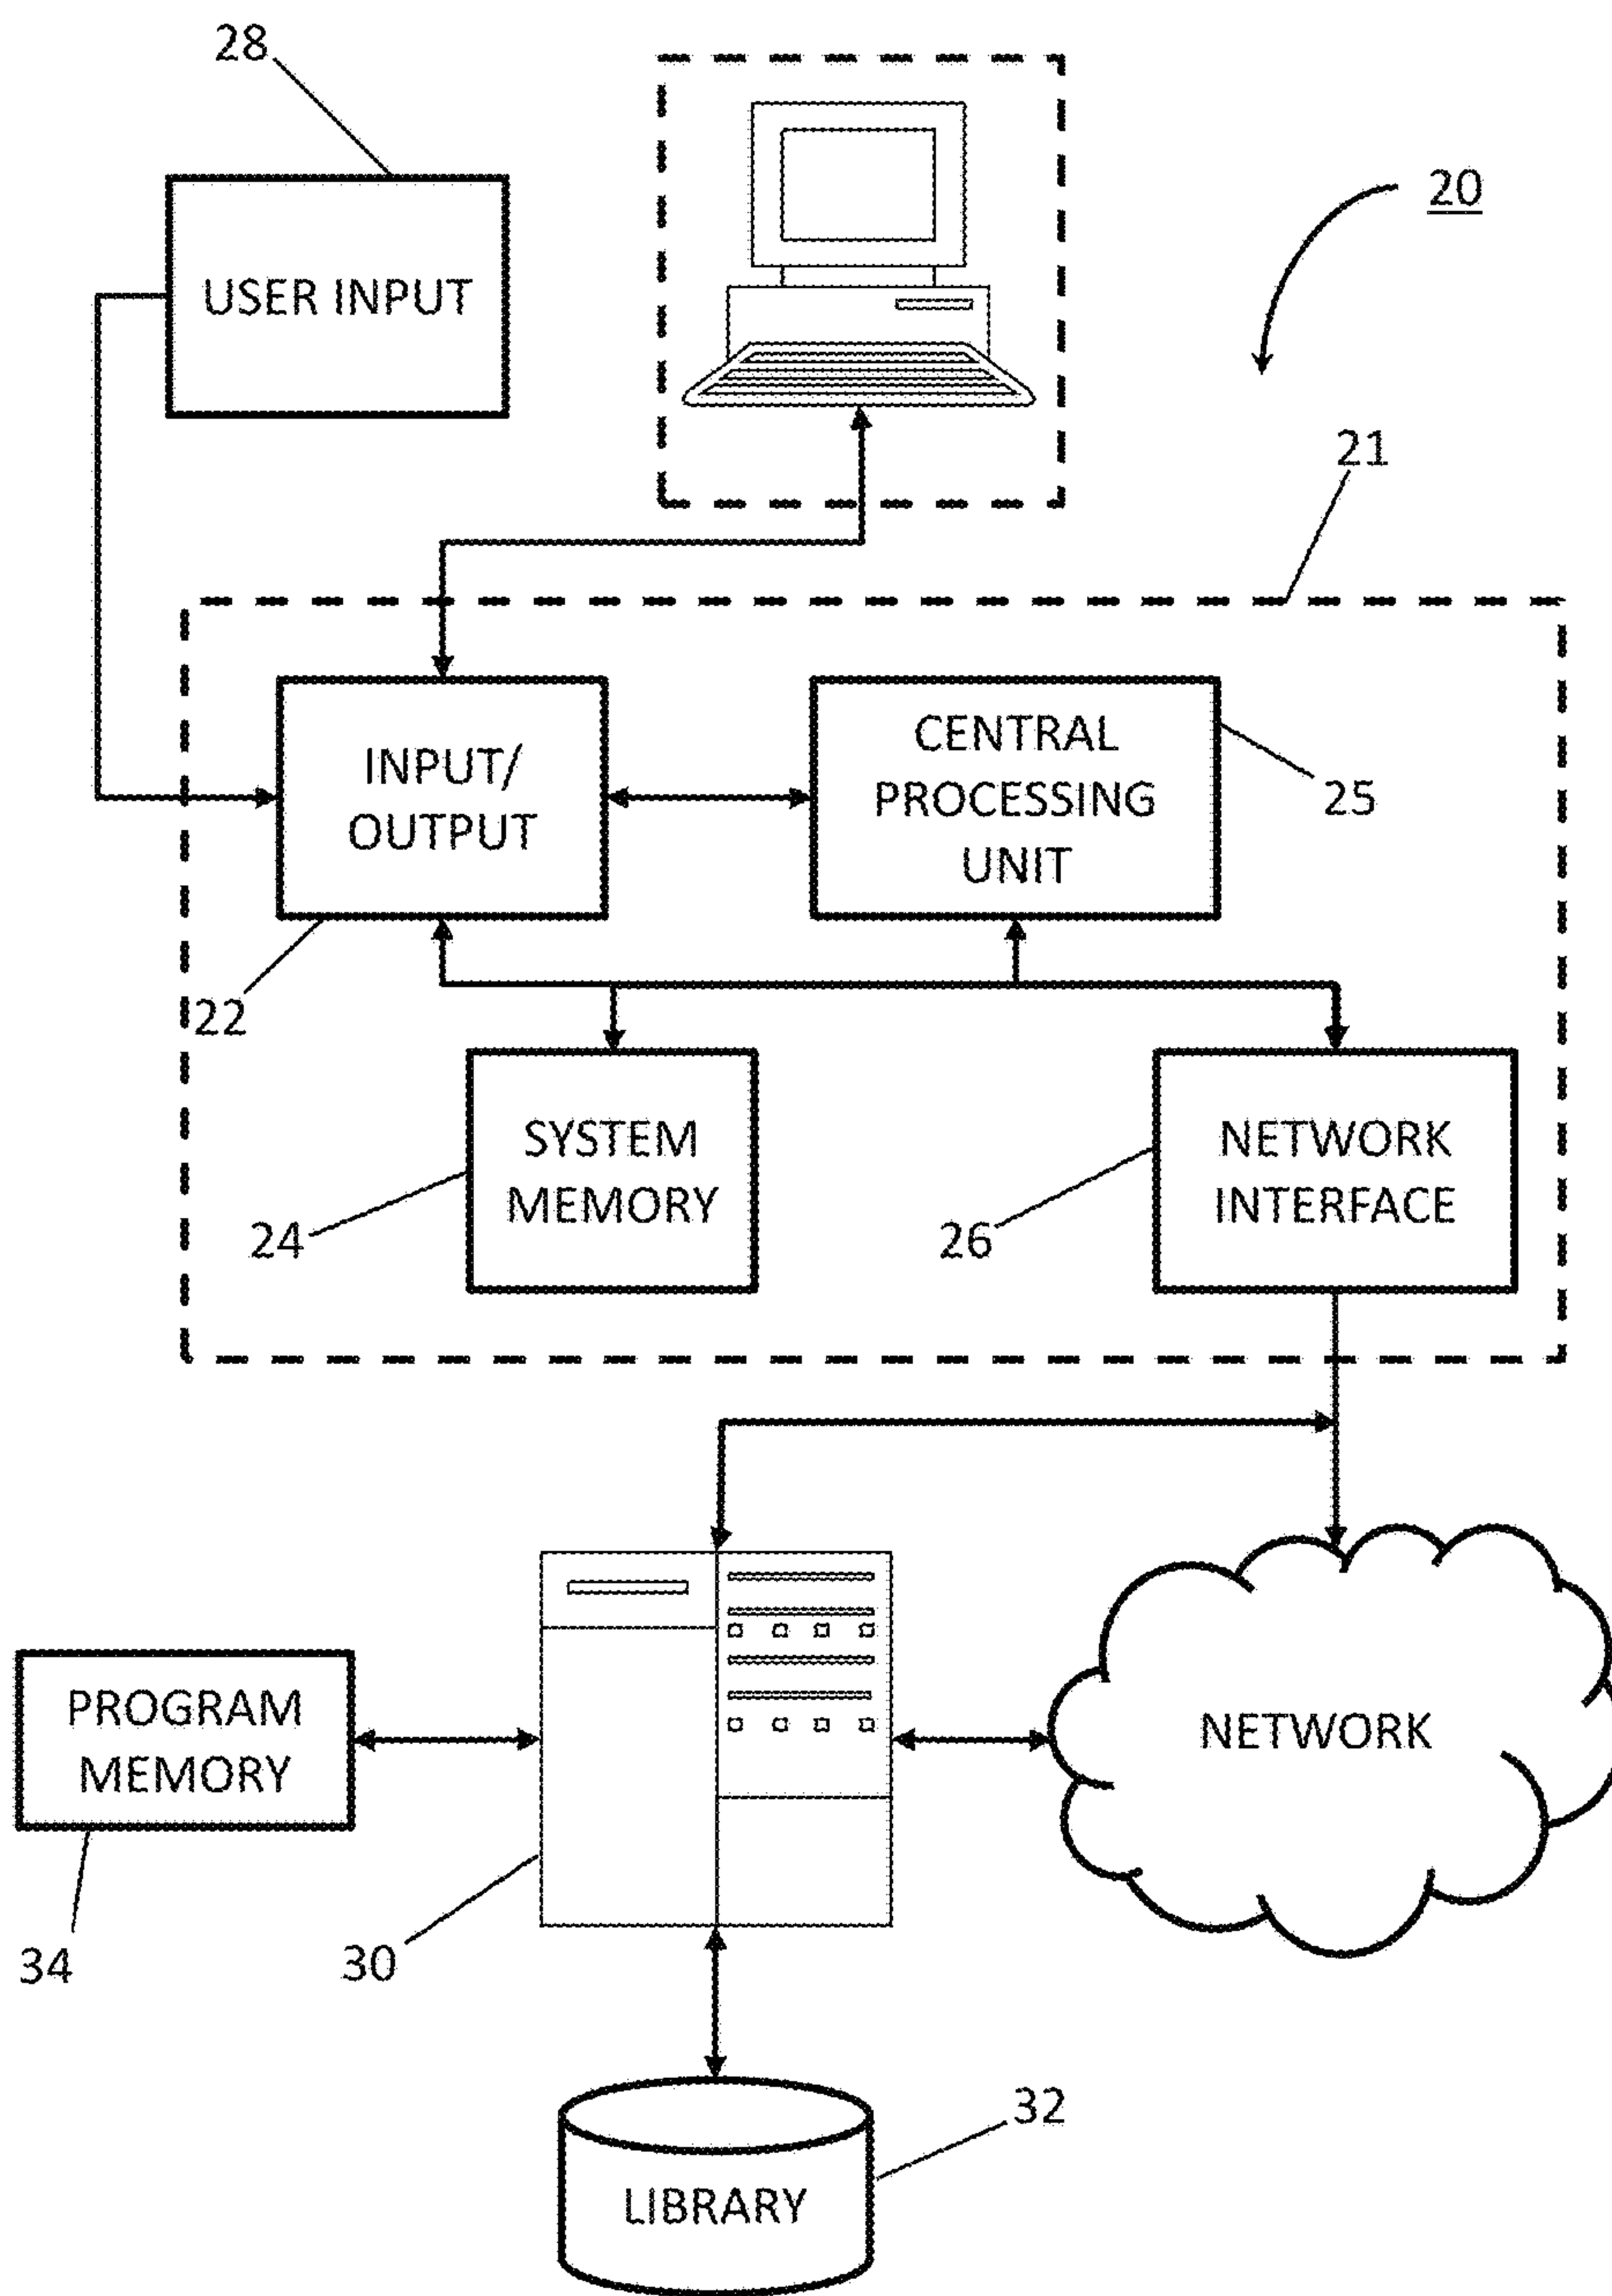 28
20
USER INPUT
21
INPUT/
OUTPUT
CENTRAL
PROCESSING
UNIT
25
22
SYSTEM
MEMORY
24
NETWORK
INTERFACE
26
PROGRAM
MEMORY
NETWORK
34
30
32
LIBRARY